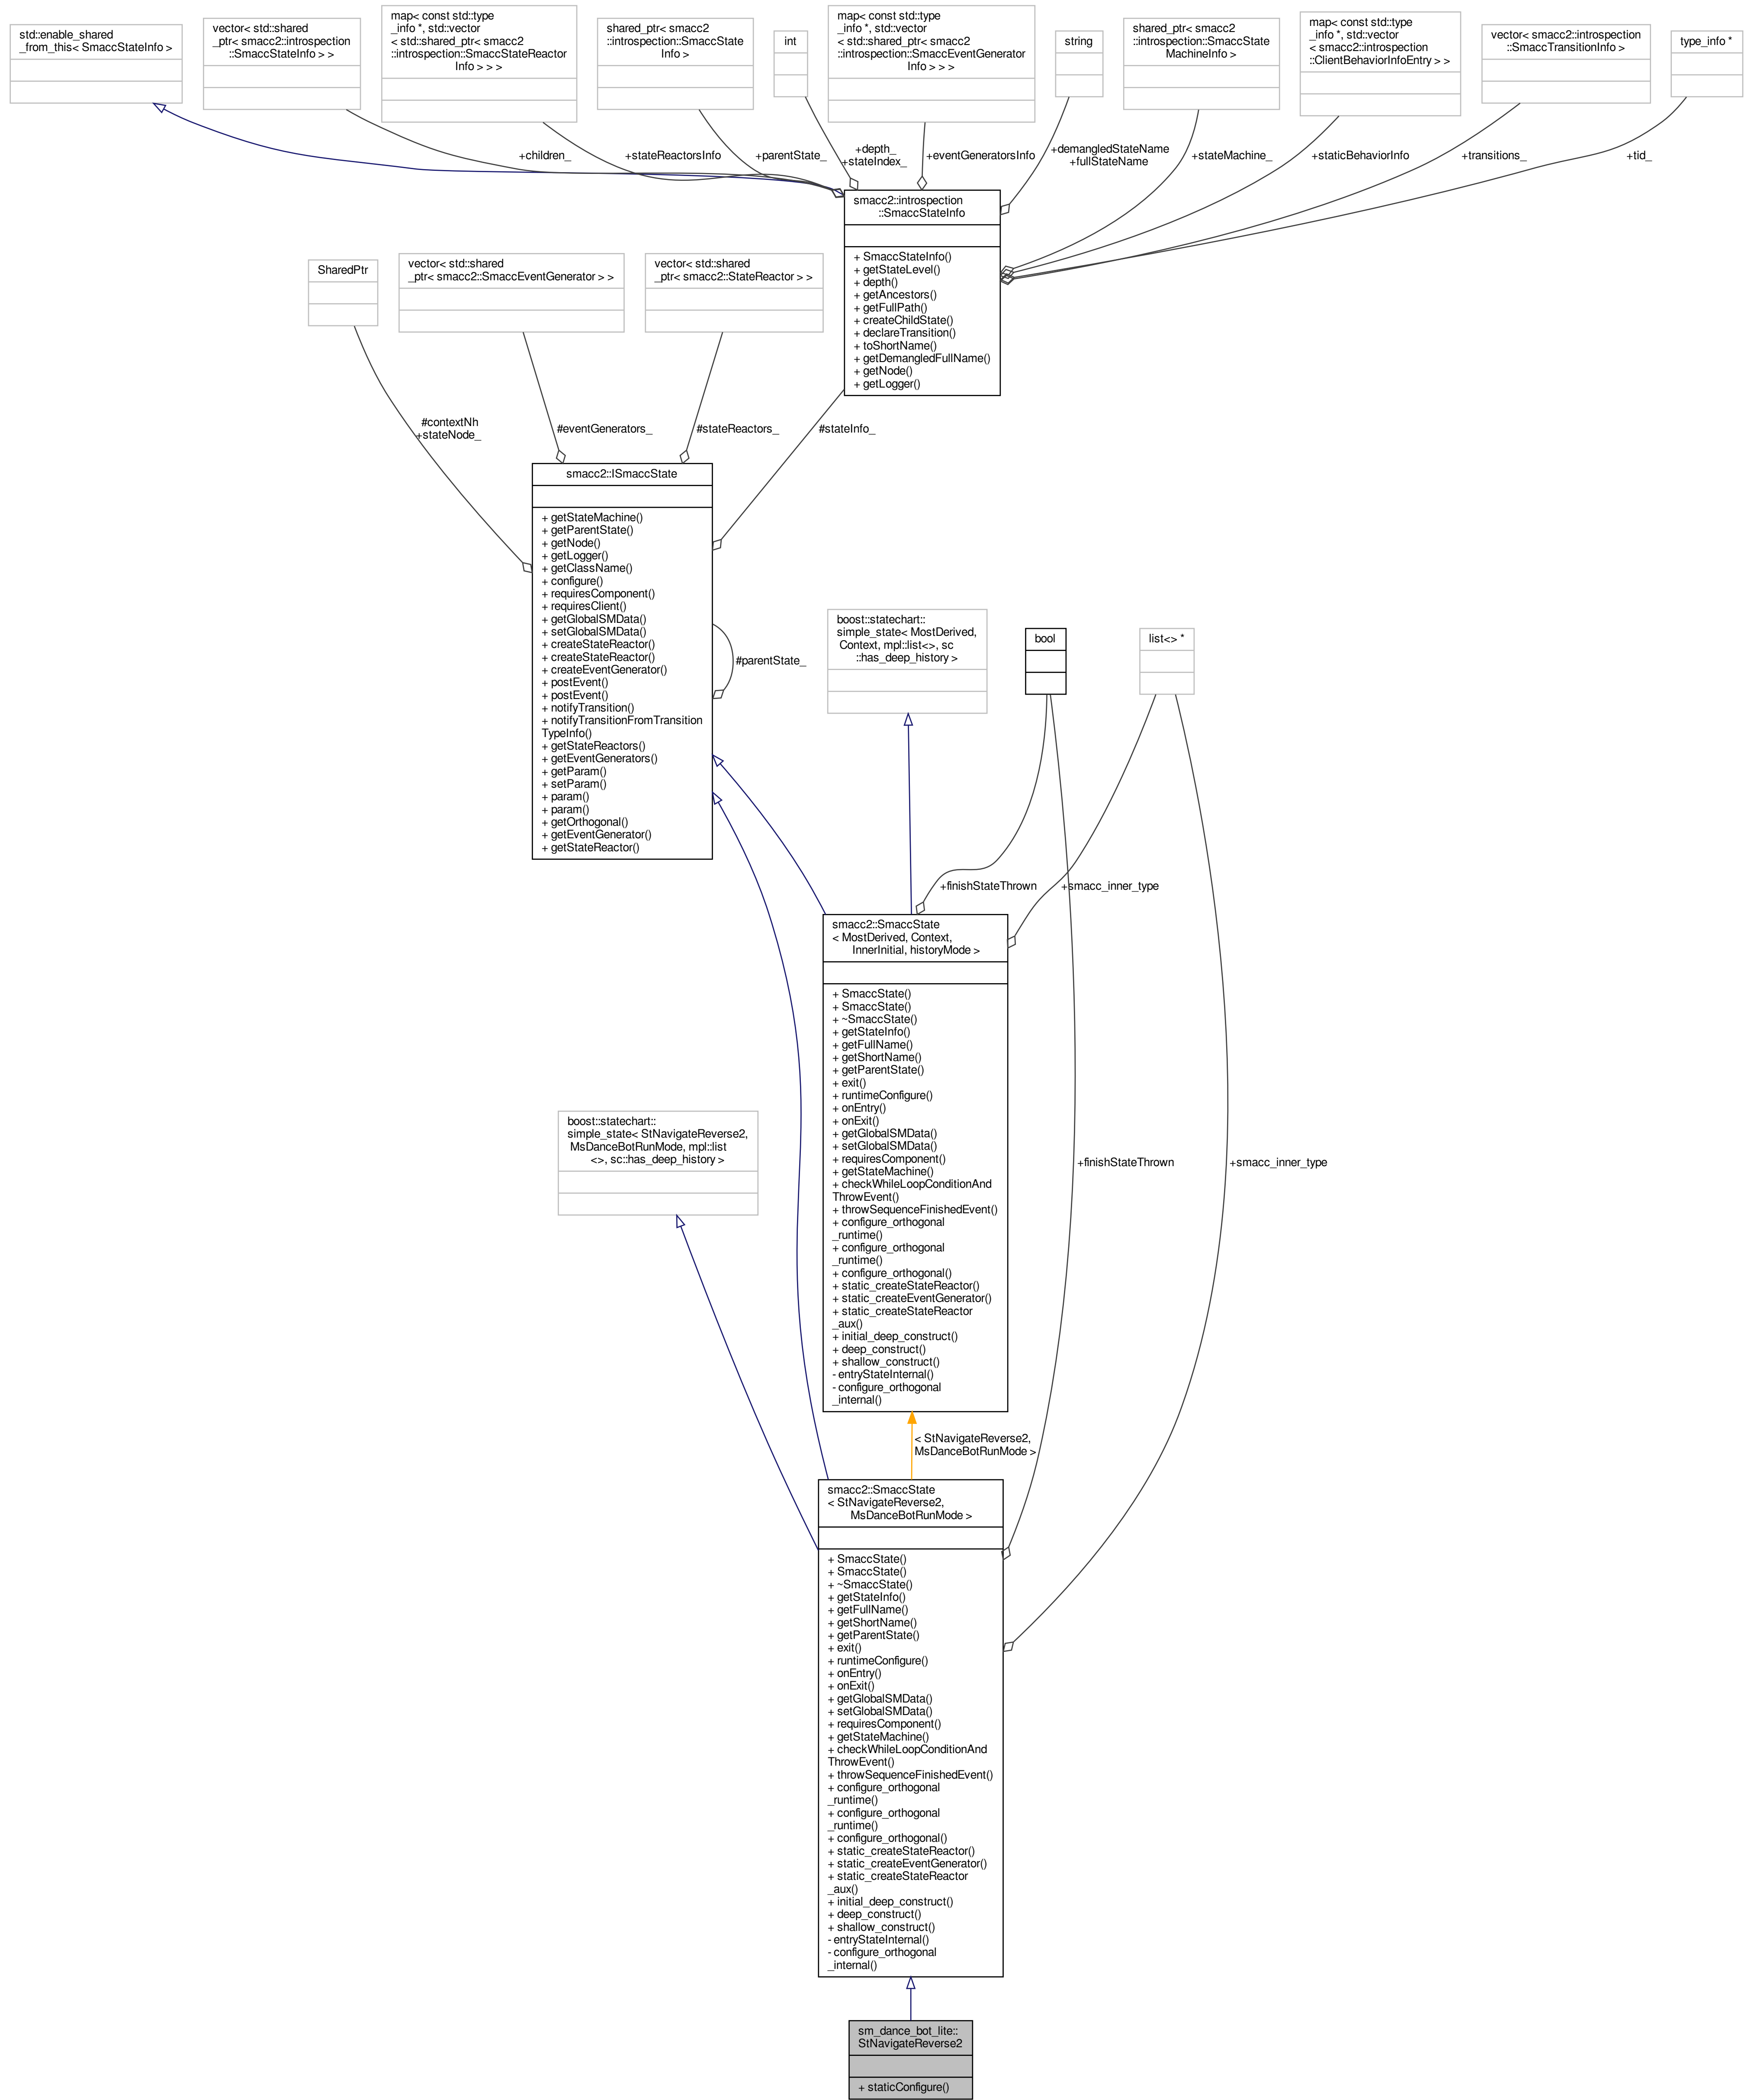 std::enable_shared
_from_this< SmaccStateInfo >
vector< std::shared
_ptr< smacc2::introspection
::SmaccStateInfo > >
map< const std::type
_info *, std::vector
< std::shared_ptr< smacc2
::introspection::SmaccStateReactor
Info > > >
shared_ptr< smacc2
::introspection::SmaccState
Info >
int
map< const std::type
_info *, std::vector
< std::shared_ptr< smacc2
::introspection::SmaccEventGenerator
Info > > >
string
shared_ptr< smacc2
::introspection::SmaccState
MachineInfo >
map< const std::type
_info *, std::vector
< smacc2::introspection
::ClientBehaviorInfoEntry > >
vector< smacc2::introspection
::SmaccTransitionInfo >
type_info *
+children_
+stateReactorsInfo
+parentState_
+depth_
+stateIndex_
+eventGeneratorsInfo
+demangledStateName
+fullStateName
+stateMachine_
+staticBehaviorInfo
+transitions_
+tid_
smacc2::introspection
::SmaccStateInfo
+ SmaccStateInfo()
+ getStateLevel()
+ depth()
+ getAncestors()
+ getFullPath()
+ createChildState()
+ declareTransition()
+ toShortName()
+ getDemangledFullName()
+ getNode()
+ getLogger()
SharedPtr
vector< std::shared
_ptr< smacc2::SmaccEventGenerator > >
vector< std::shared
_ptr< smacc2::StateReactor > >
#contextNh
+stateNode_
#eventGenerators_
#stateReactors_
#stateInfo_
smacc2::ISmaccState
+ getStateMachine()
+ getParentState()
+ getNode()
+ getLogger()
+ getClassName()
+ configure()
+ requiresComponent()
+ requiresClient()
+ getGlobalSMData()
+ setGlobalSMData()
+ createStateReactor()
+ createStateReactor()
+ createEventGenerator()
+ postEvent()
+ postEvent()
+ notifyTransition()
+ notifyTransitionFromTransition
TypeInfo()
+ getStateReactors()
+ getEventGenerators()
+ getParam()
+ setParam()
+ param()
+ param()
+ getOrthogonal()
+ getEventGenerator()
+ getStateReactor()
#parentState_
boost::statechart::
simple_state< MostDerived,
Context, mpl::list<>, sc
::has_deep_history >
bool
list<> *
+finishStateThrown
+smacc_inner_type
smacc2::SmaccState
< MostDerived, Context,
InnerInitial, historyMode >
+ SmaccState()
+ SmaccState()
+ ~SmaccState()
+ getStateInfo()
+ getFullName()
+ getShortName()
+ getParentState()
+ exit()
+ runtimeConfigure()
+ onEntry()
+ onExit()
+ getGlobalSMData()
+ setGlobalSMData()
+ requiresComponent()
+ getStateMachine()
+ checkWhileLoopConditionAnd
ThrowEvent()
+ throwSequenceFinishedEvent()
+ configure_orthogonal
_runtime()
+ configure_orthogonal
_runtime()
+ configure_orthogonal()
+ static_createStateReactor()
+ static_createEventGenerator()
+ static_createStateReactor
_aux()
+ initial_deep_construct()
+ deep_construct()
+ shallow_construct()
- entryStateInternal()
- configure_orthogonal
_internal()
boost::statechart::
simple_state< StNavigateReverse2,
MsDanceBotRunMode, mpl::list
<>, sc::has_deep_history >
+finishStateThrown
+smacc_inner_type
< StNavigateReverse2,
MsDanceBotRunMode >
smacc2::SmaccState
< StNavigateReverse2,
MsDanceBotRunMode >
+ SmaccState()
+ SmaccState()
+ ~SmaccState()
+ getStateInfo()
+ getFullName()
+ getShortName()
+ getParentState()
+ exit()
+ runtimeConfigure()
+ onEntry()
+ onExit()
+ getGlobalSMData()
+ setGlobalSMData()
+ requiresComponent()
+ getStateMachine()
+ checkWhileLoopConditionAnd
ThrowEvent()
+ throwSequenceFinishedEvent()
+ configure_orthogonal
_runtime()
+ configure_orthogonal
_runtime()
+ configure_orthogonal()
+ static_createStateReactor()
+ static_createEventGenerator()
+ static_createStateReactor
_aux()
+ initial_deep_construct()
+ deep_construct()
+ shallow_construct()
- entryStateInternal()
- configure_orthogonal
_internal()
sm_dance_bot_lite::
StNavigateReverse2
+ staticConfigure()